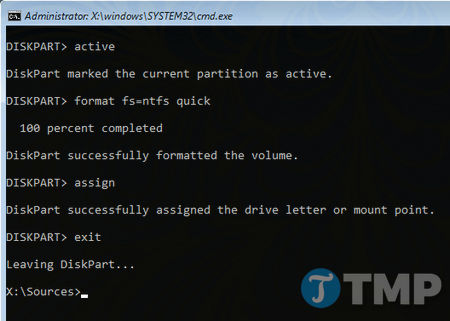 Administrator: X:\windows\SYSTEM32\cmd.exe
DISKPART> active
DiskPart marked the current partition as active.
DISKPART> format fs=ntfs quick
100 percent completed
DiskPart successfully formatted the volume.
DISKPART> assign
DiskPart successfully assigned the drive letter or mount point.
DISKPART> exit
Leaving DiskPart...
X:\Sources>_
TMP